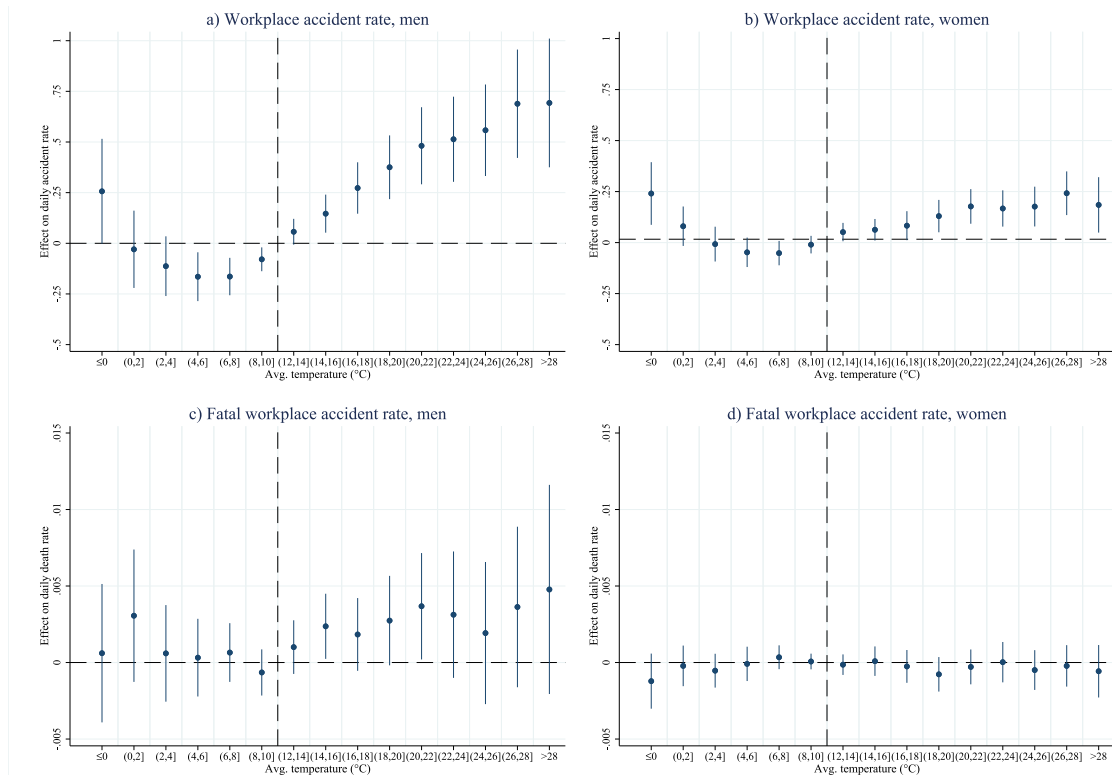 a) Workplace accident rate, men
Effect on daily accident rate
1
.75
.5
.25
0
-.25
-.5
≤0 (0,2] (2,4] (4,6] (6,8] (8,10] (12,14] (14,16] (16,18] (18,20] (20,22] (22,24] (24,26] (26,28] >28
Avg. temperature (°C)
b) Workplace accident rate, women
Effect on daily accident rate
1
.75
.5
.25
0
-.25
-.5
≤0 (0,2] (2,4] (4,6] (6,8] (8,10] (12,14] (14,16] (16,18] (18,20] (20,22] (22,24] (24,26] (26,28] >28
Avg. temperature (°C)
c) Fatal workplace accident rate, men
Effect on daily death rate
.015
.01
.005
0
-.005
≤0 (0,2] (2,4] (4,6] (6,8] (8,10] (12,14] (14,16] (16,18] (18,20] (20,22] (22,24] (24,26] (26,28] >28
Avg. temperature (°C)
d) Fatal workplace accident rate, women
Effect on daily death rate
.015
.01
.005
0
-.005
≤0 (0,2] (2,4] (4,6] (6,8] (8,10] (12,14] (14,16] (16,18] (18,20] (20,22] (22,24] (24,26] (26,28] >28
Avg. temperature (°C)